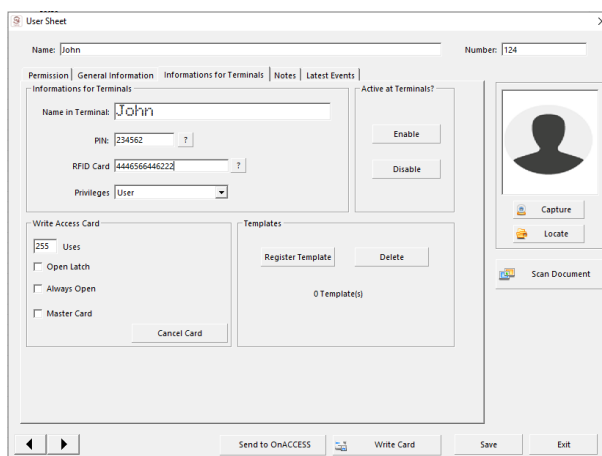 User Sheet
Name: John
Number: 124
Permission General Information Informations for Terminals Notes Latest Events
Informations for Terminals
Name in Terminal: John
PIN: 234562 ?
RFID Card 4446566446222 ?
Privileges User
Active at Terminals?
Enable
Disable
Capture
Locate
Scan Document
Write Access Card
255 Uses
Open Latch
Always Open
Master Card
Cancel Card
Templates
Register Template Delete
0 Template(s)
Send to OnACCESS Write Card Save Exit